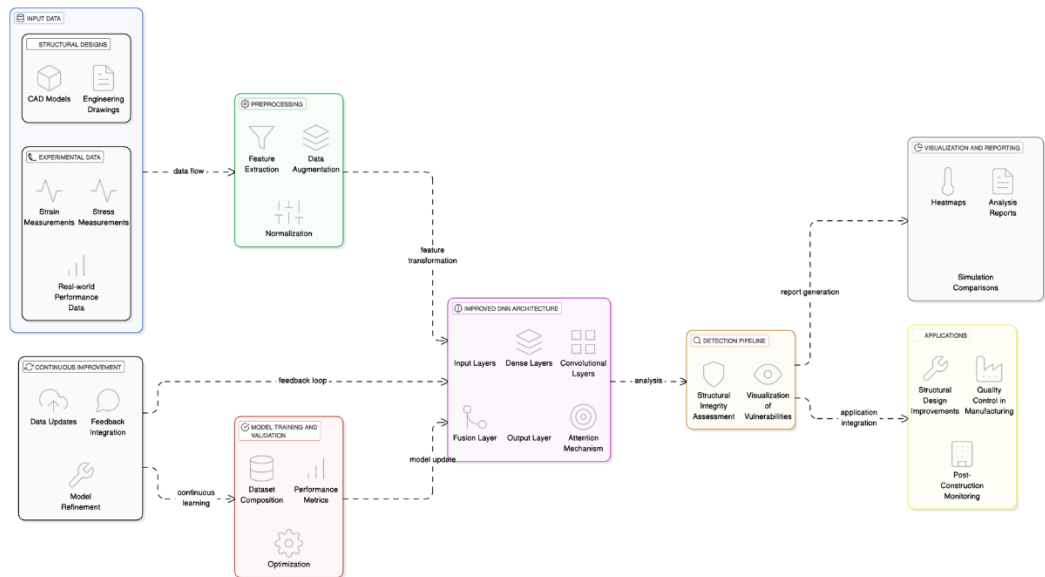 INPUT DATA
STRUCTURAL DESIGNS
CAD Models
Engineering
Drawings
EXPERIMENTAL DATA
Strain
Measurements
Stress
Measurements
Real-world
Performance
Data
data flow
PREPROCESSING
Feature
Extraction
Data
Augmentation
Normalization
feature
transformation
CONTINUOUS IMPROVEMENT
Data Updates
Feedback
Integration
Model
Refinement
feedback loop
continuous
learning
MODEL TRAINING AND
VALIDATION
Dataset
Composition
Performance
Metrics
Optimization
model update
IMPROVED DNN ARCHITECTURE
Input Layers
Dense Layers
Convolutional
Layers
Fusion Layer
Output Layer
Attention
Mechanism
analysis
DETECTION PIPELINE
Structural
Integrity
Assessment
Visualization
of
Vulnerabilities
report generation
application
integration
VISUALIZATION AND REPORTING
Heatmaps
Analysis
Reports
Simulation
Comparisons
APPLICATIONS
Structural
Design
Improvements
Quality
Control in
Manufacturing
Post-
Construction
Monitoring